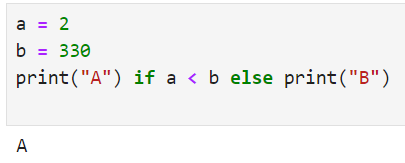 a = 2
b = 330
print("A") if a < b else print("B")
A